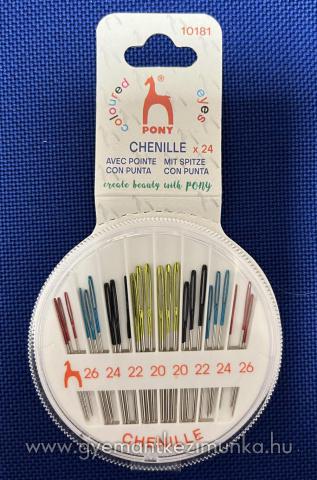 10181
coloured eyes
PONY
CHENILLE x 24
AVEC POINTE MIT SPITZE
CON PUNTA CON PUNTA
create beauty with PONY
26 24 22 20 20 22 24 26
CHENILLE
www.gyemantkezimunka.hu